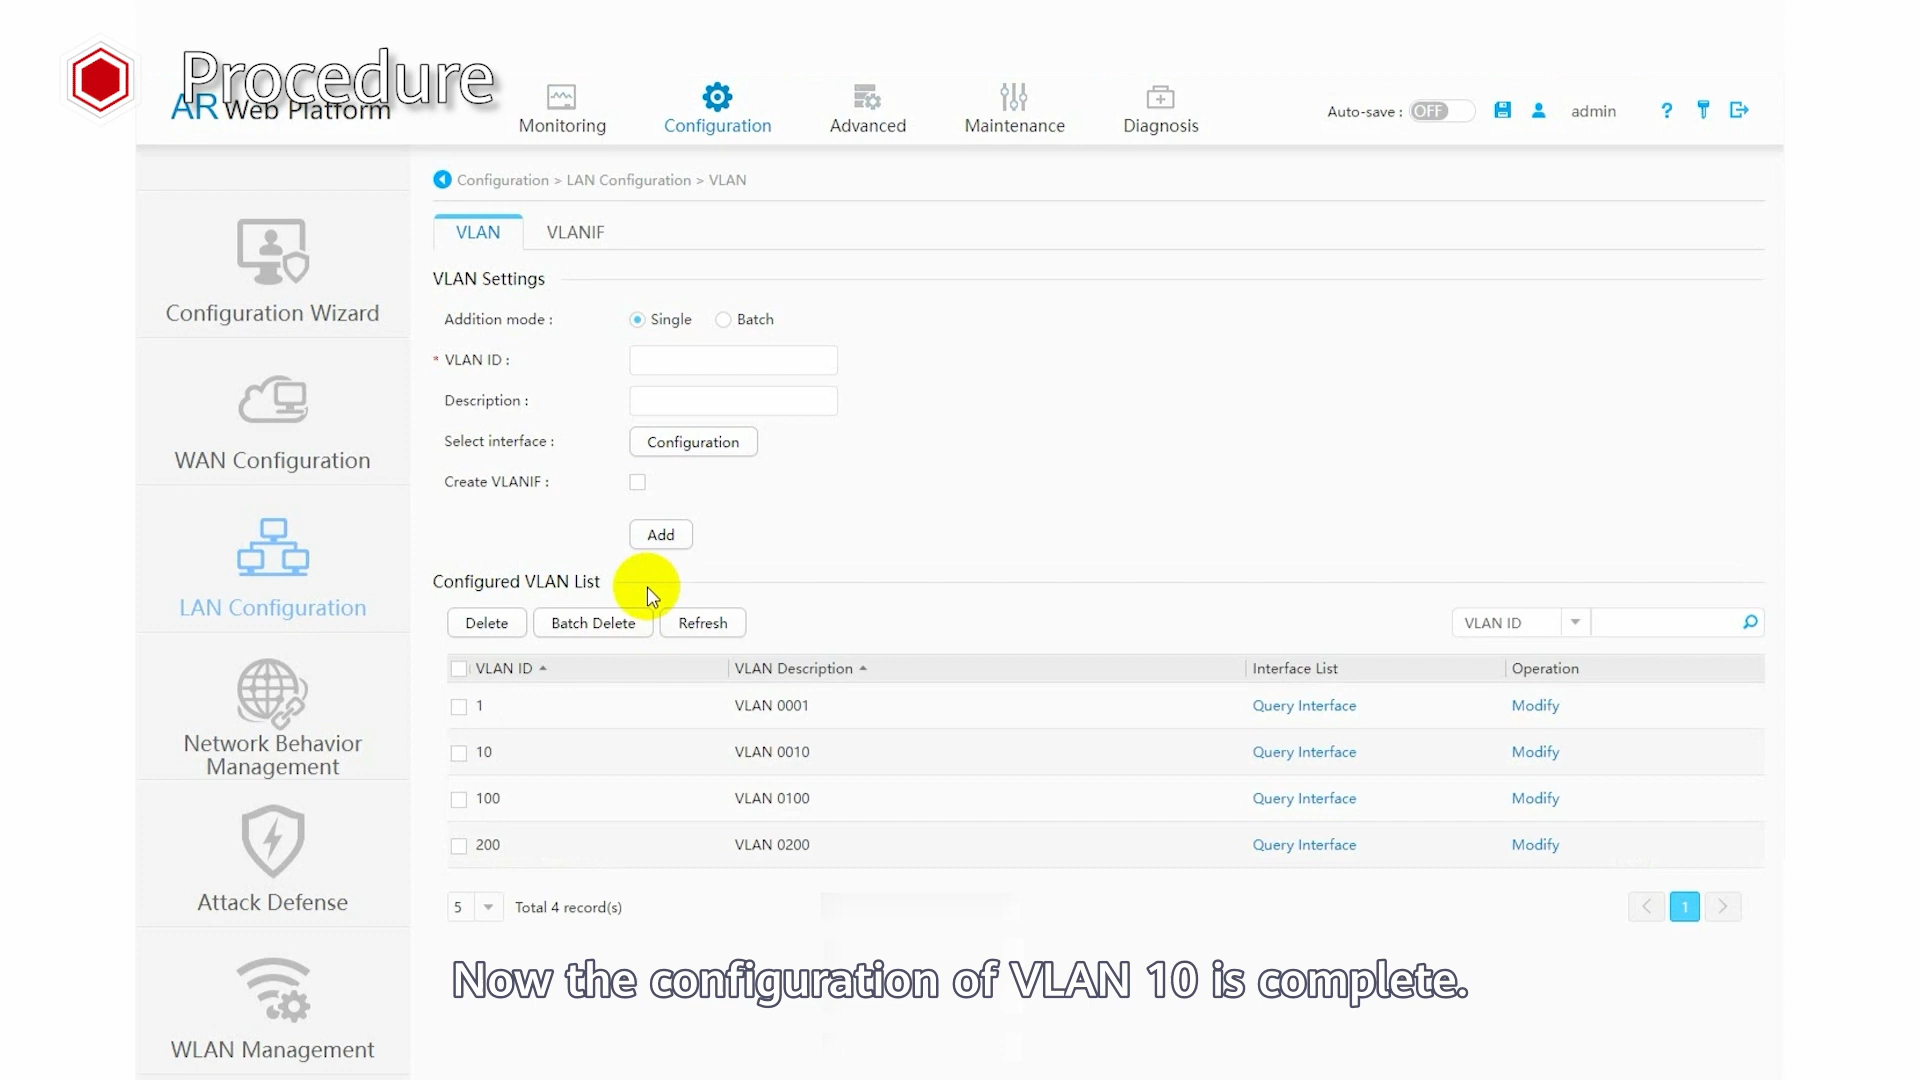 Procedure
AR Web Platform
Monitoring
Configuration
Advanced
Maintenance
Diagnosis
Auto-save : OFF
admin
?
Configuration > LAN Configuration > VLAN
VLAN
VLANIF
Configuration Wizard
WAN Configuration
LAN Configuration
Network Behavior
Management
Attack Defense
WLAN Management
VLAN Settings
Addition mode : Single Batch
* VLAN ID :
Description :
Select interface : Configuration
Create VLANIF :
Add
Configured VLAN List
Delete Batch Delete Refresh VLAN ID
VLAN ID VLAN Description Interface List Operation
1 VLAN 0001 Query Interface Modify
10 VLAN 0010 Query Interface Modify
100 VLAN 0100 Query Interface Modify
200 VLAN 0200 Query Interface Modify
5 Total 4 record(s) < 1 >
Now the configuration of VLAN 10 is complete.